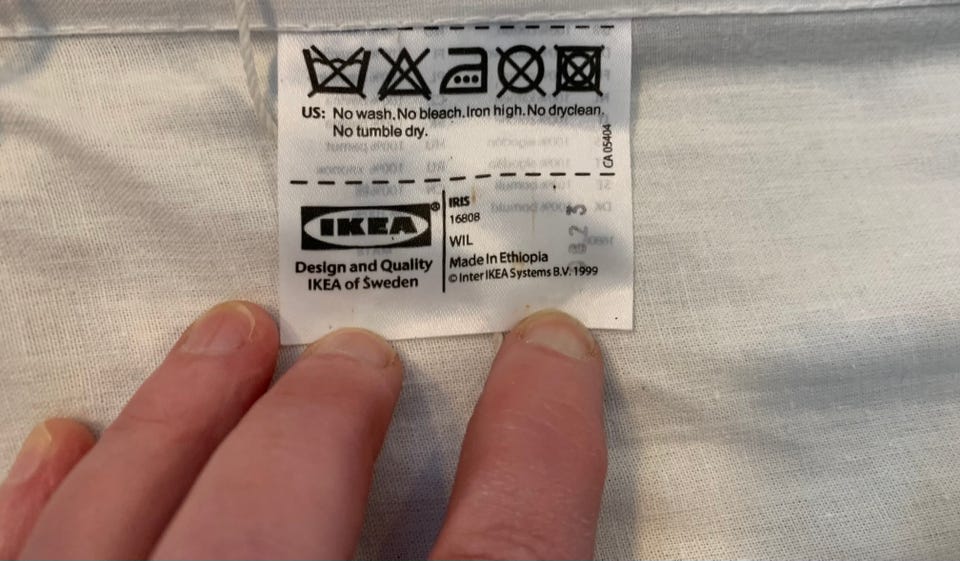 US: No wash. No bleach. Iron high. No dryclean.
No tumble dry.
CA 05404
IKEA®
Design and Quality
IKEA of Sweden
IRIS
16808
WIL
Made In Ethiopia
© Inter IKEA Systems B.V. 1999